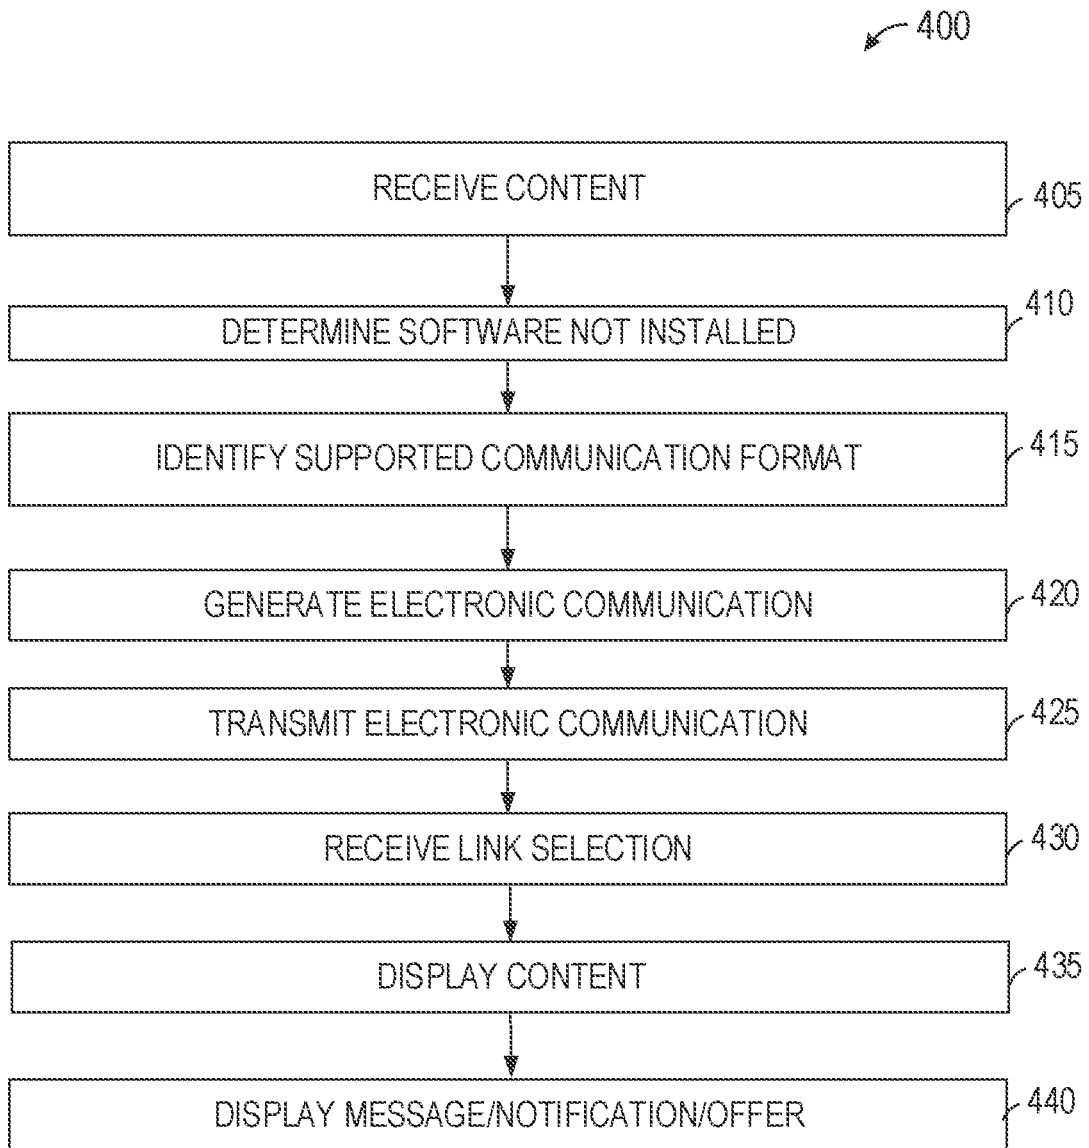 400
RECEIVE CONTENT
405
DETERMINE SOFTWARE NOT INSTALLED
410
IDENTIFY SUPPORTED COMMUNICATION FORMAT
415
GENERATE ELECTRONIC COMMUNICATION
420
TRANSMIT ELECTRONIC COMMUNICATION
425
RECEIVE LINK SELECTION
430
DISPLAY CONTENT
435
DISPLAY MESSAGE/NOTIFICATION/OFFER
440